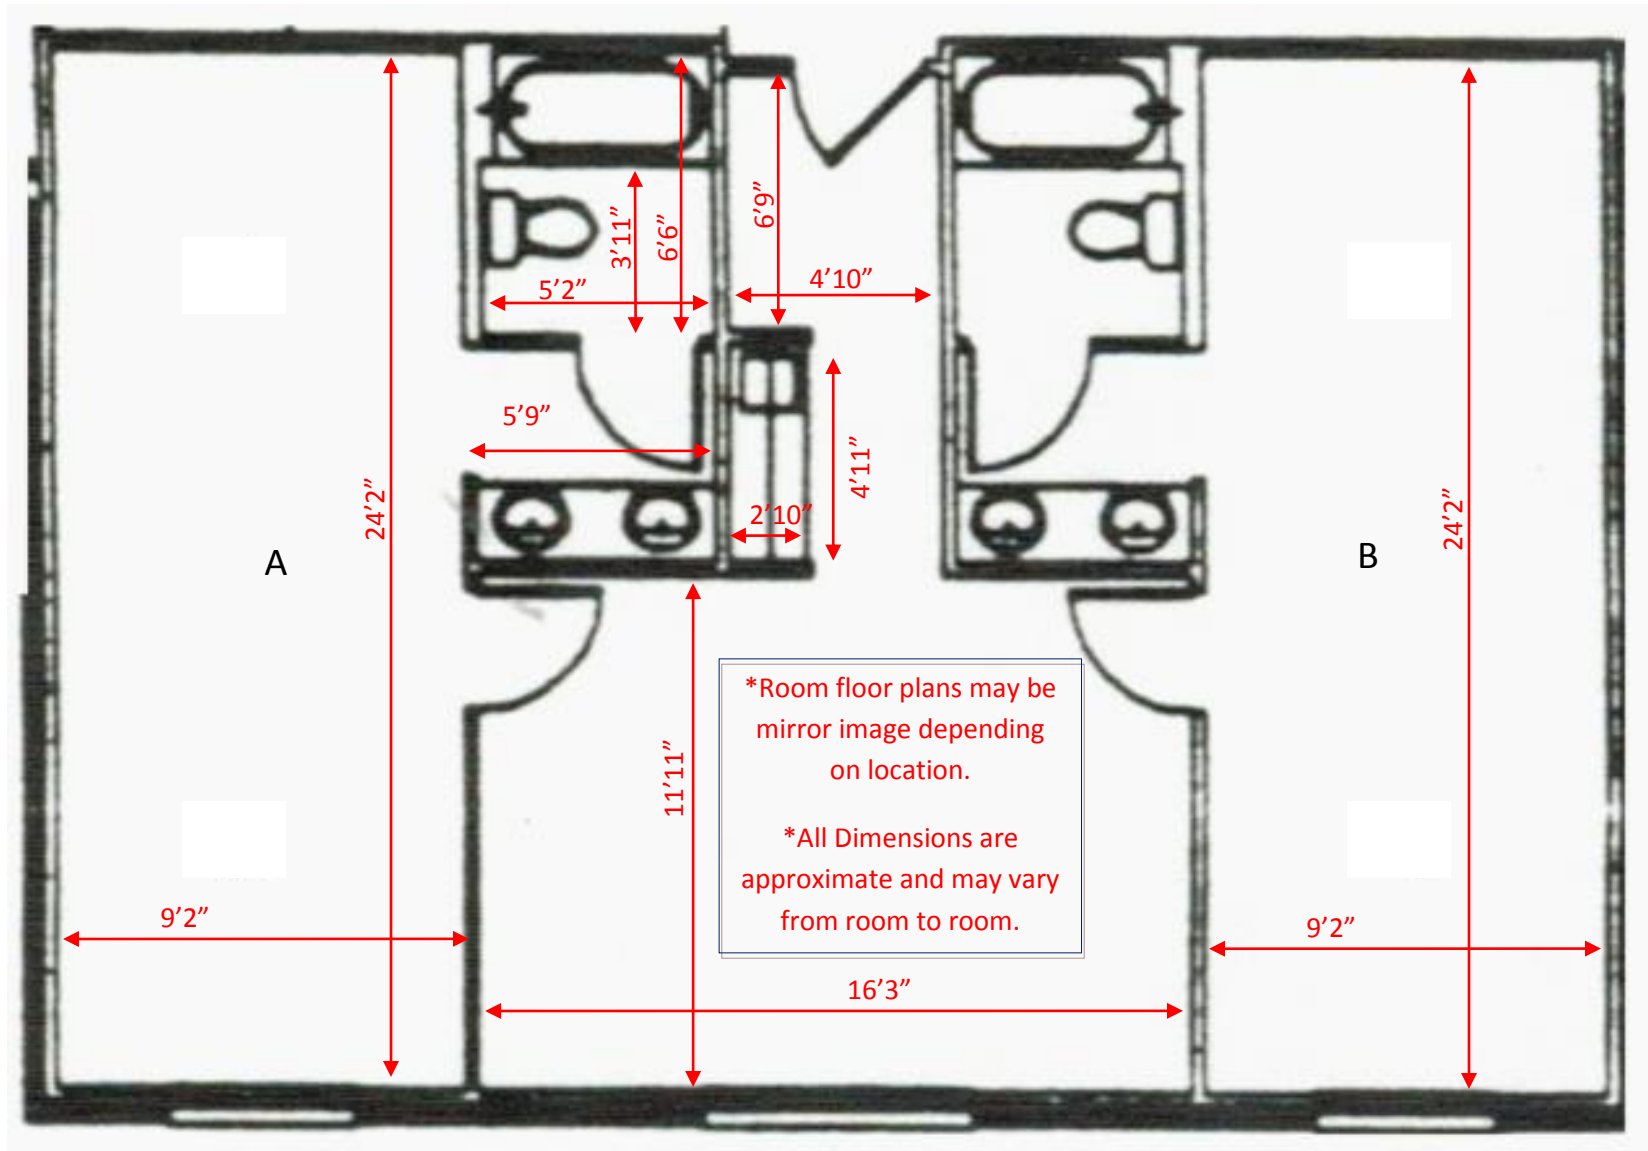 6’9”
3’11”
6’6”
4’10”
5’2”
5’9”
4’11”
24’2”
2’10”
24’2”
A
B
*Room floor plans may be
mirror image depending
on location.
11’11”
*All Dimensions are
approximate and may vary
from room to room.
9’2”
9’2”
16’3”